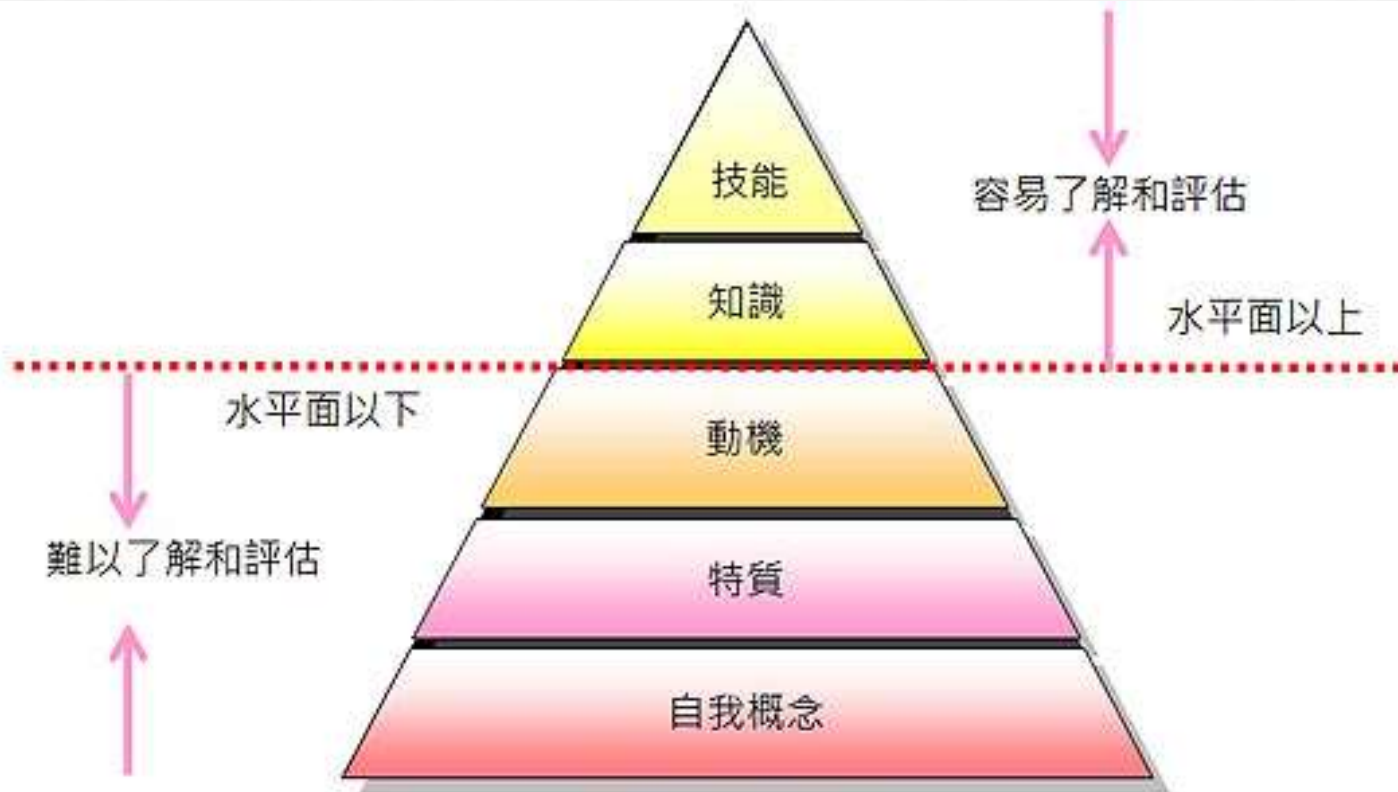 技能
容易了解和評估
知識
水平面以上
水平面以下
動機
難以了解和評估
特質
自我概念